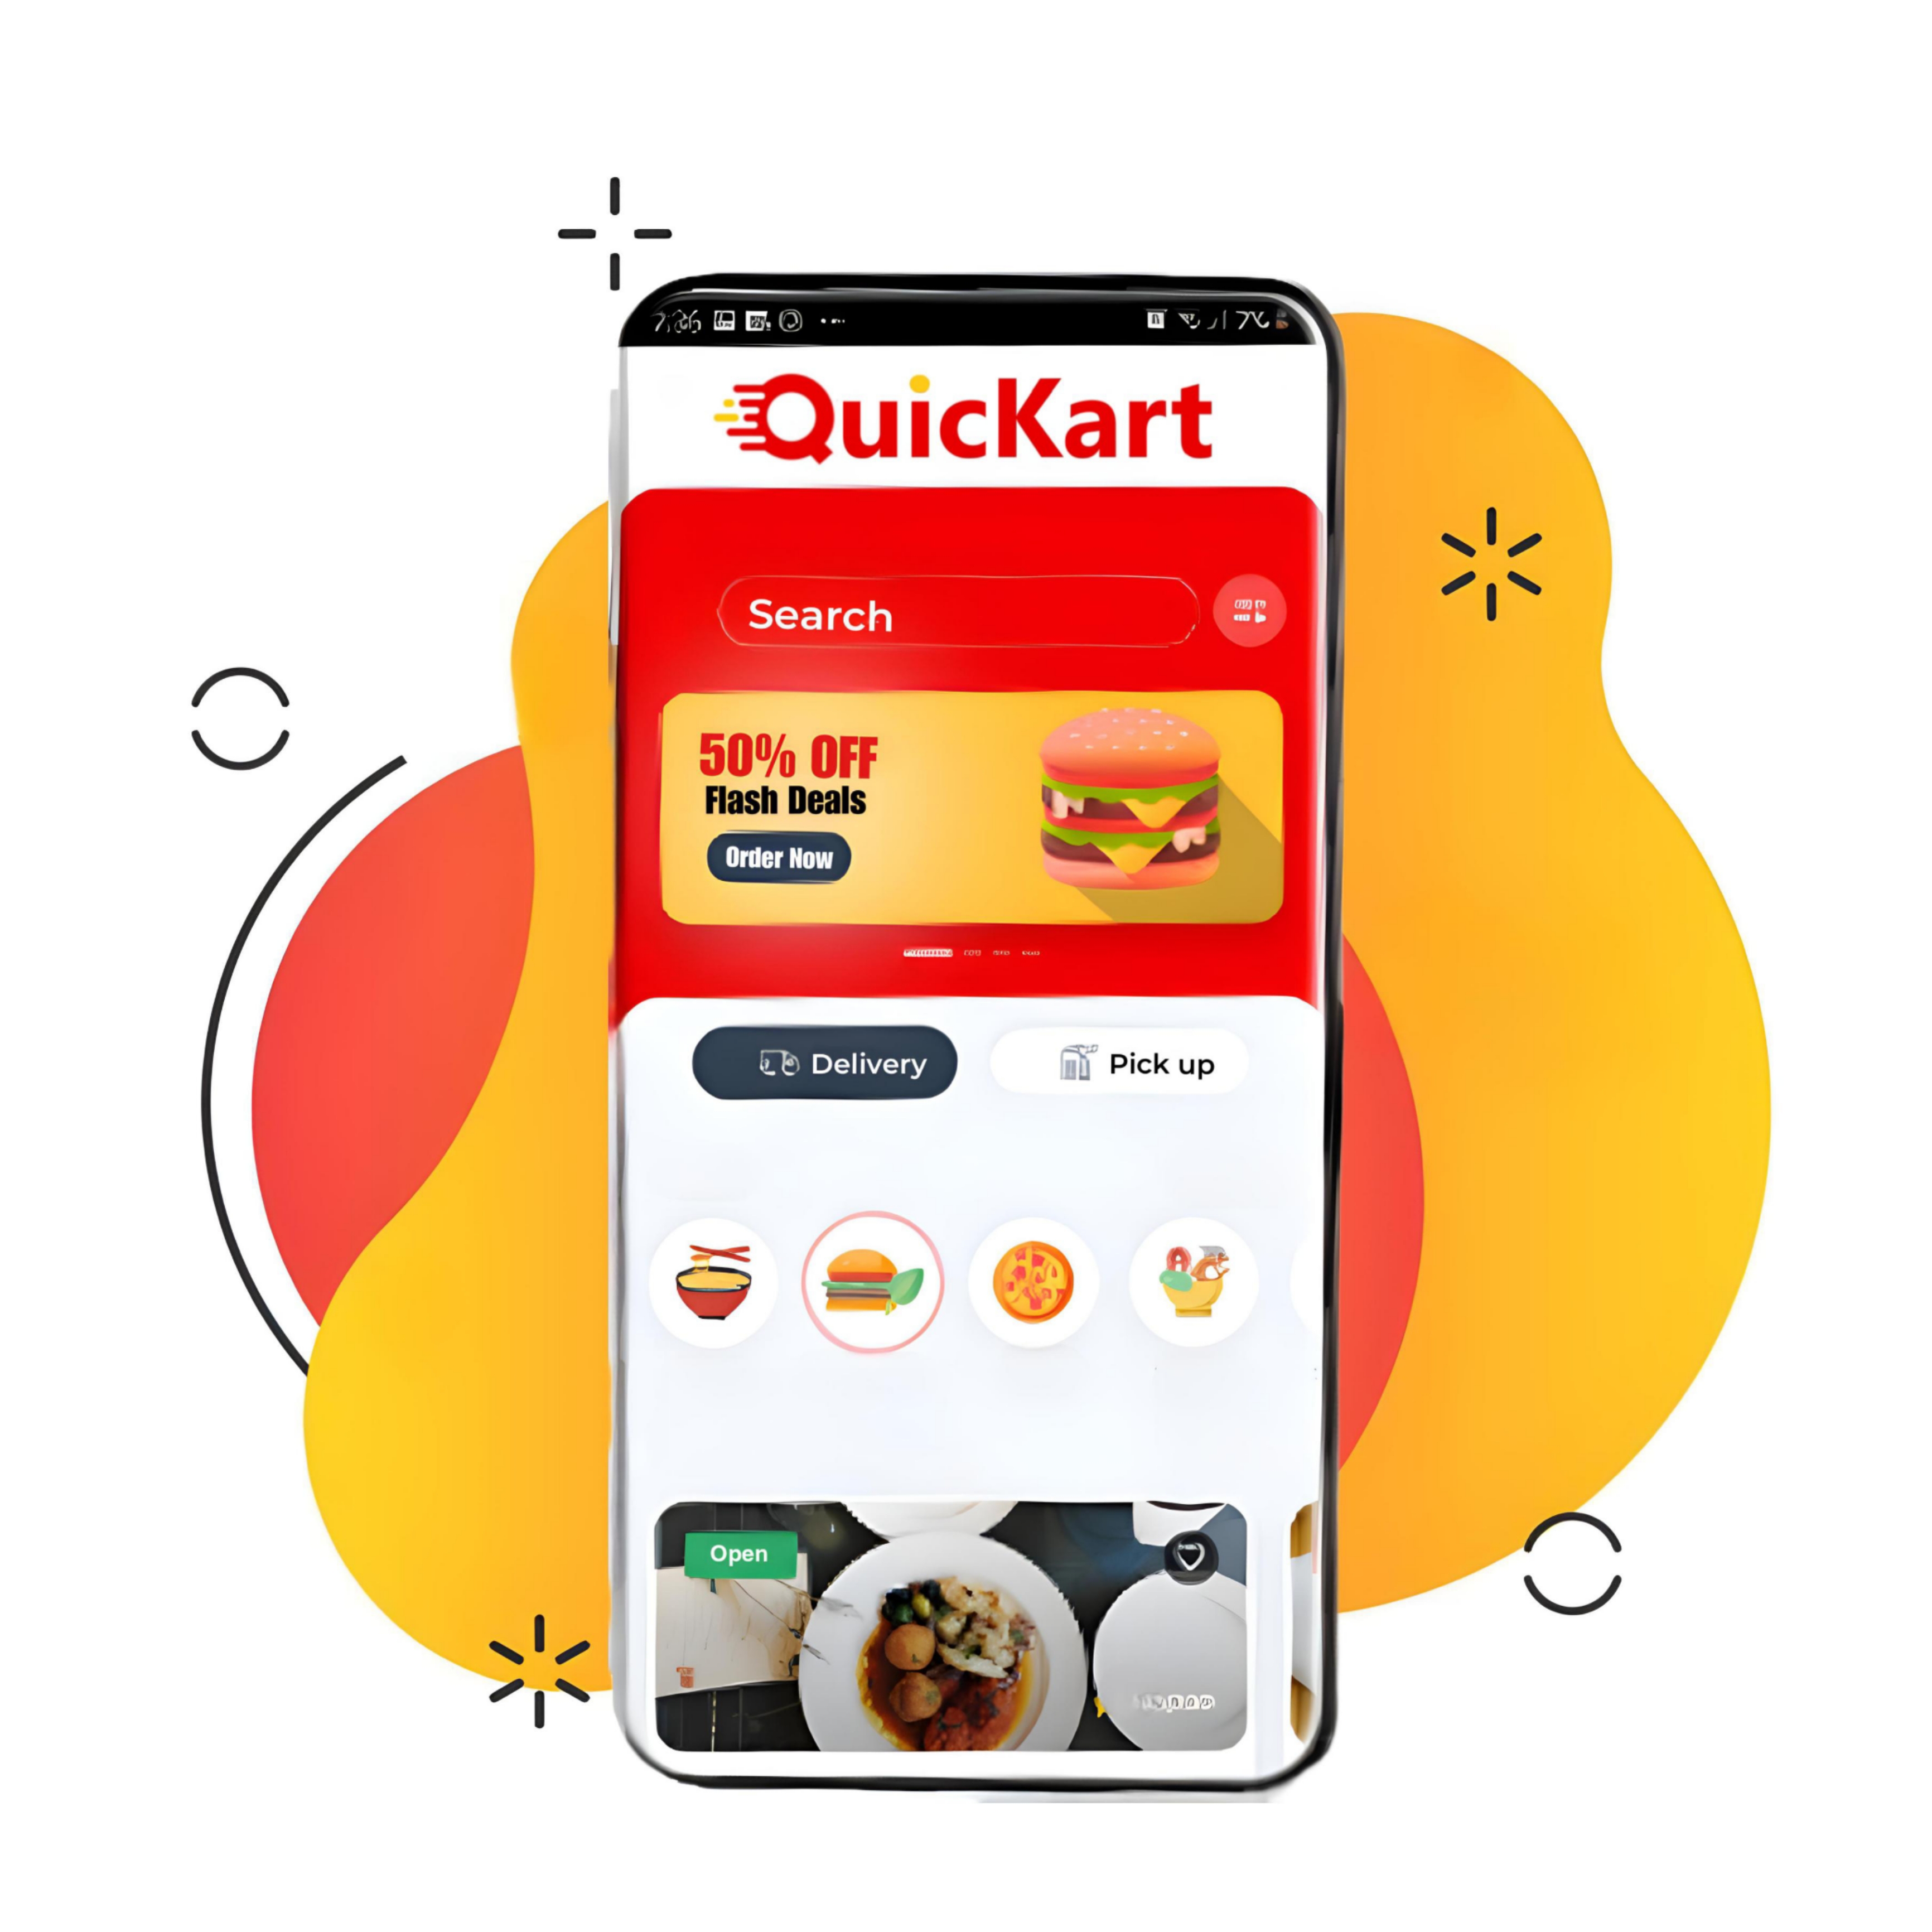 QuicKart
Search
50% OFF
Flash Deals
Order Now
Delivery
Pick up
Open